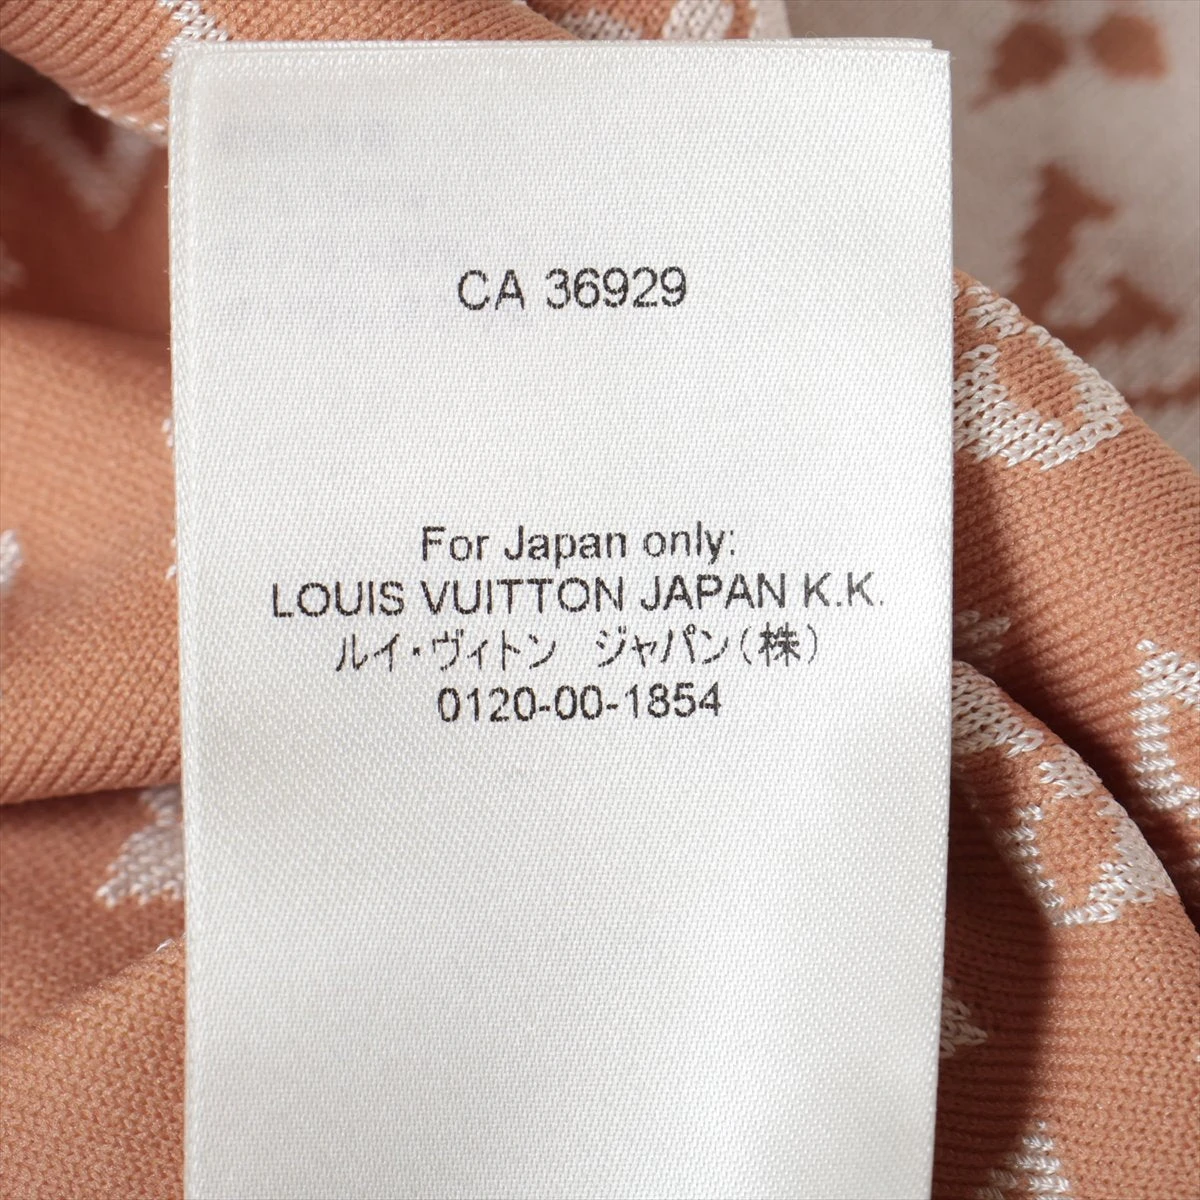 CA 36929
For Japan only:
LOUIS VUITTON JAPAN K.K.
ルイ・ヴィトン　ジャパン(株)
0120-00-1854